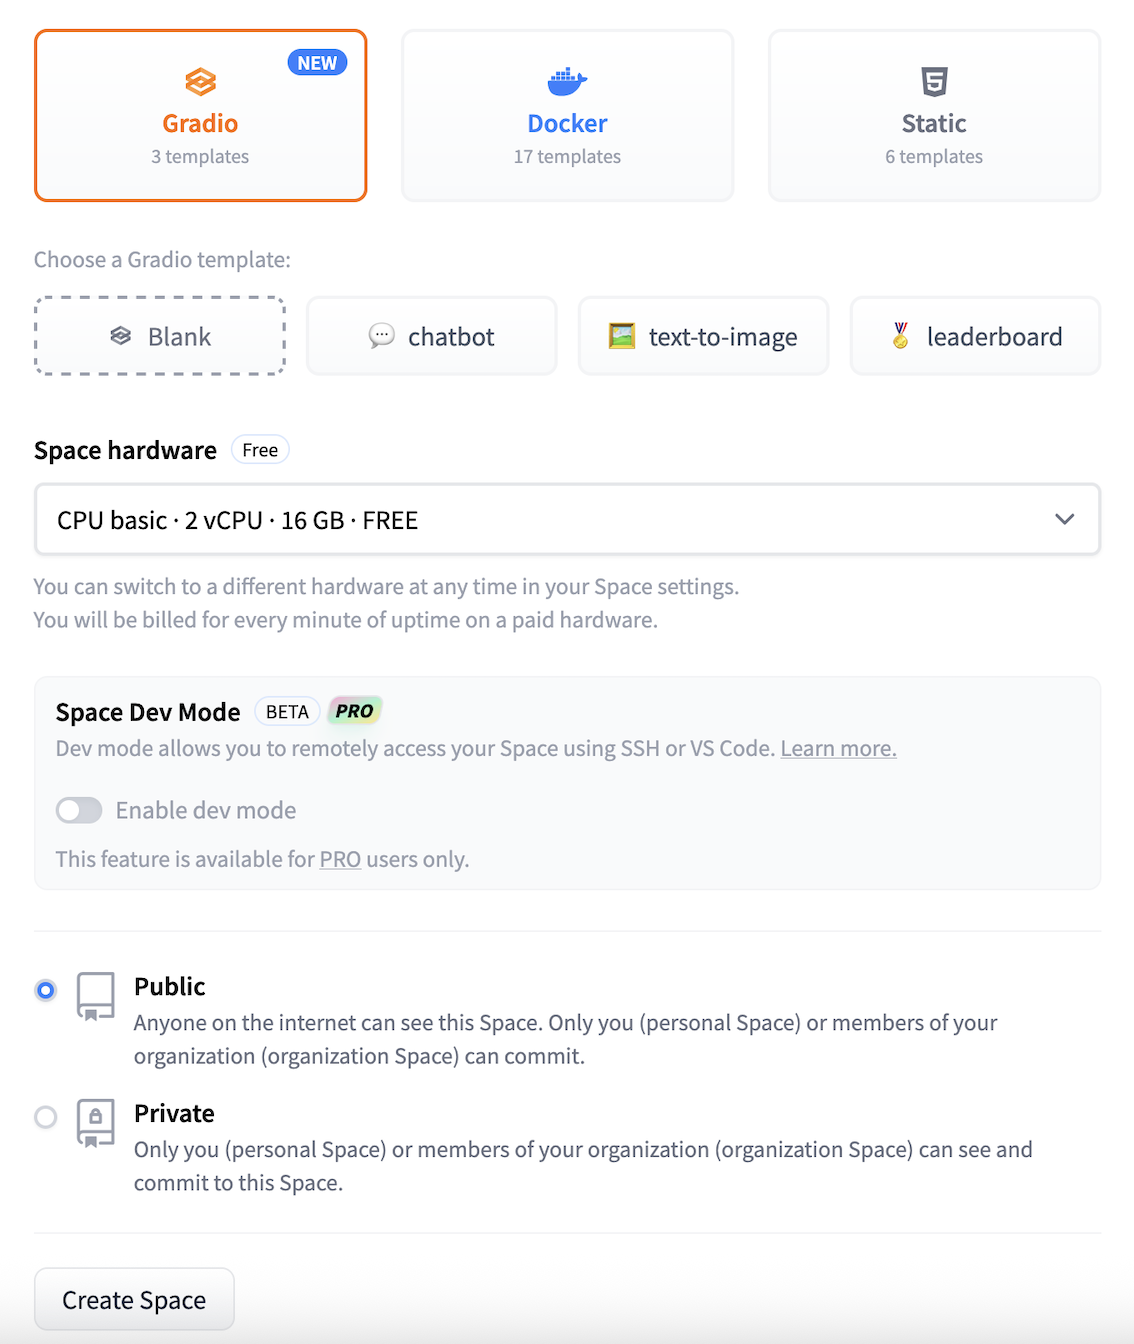 NEW
Gradio
3 templates
Docker
17 templates
5
Static
6 templates
Choose a Gradio template:
Blank
chatbot
text-to-image
leaderboard
Space hardware Free
CPU basic · 2 vCPU · 16 GB · FREE
You can switch to a different hardware at any time in your Space settings.
You will be billed for every minute of uptime on a paid hardware.
Space Dev Mode BETA PRO
Dev mode allows you to remotely access your Space using SSH or VS Code. Learn more.
Enable dev mode
This feature is available for PRO users only.
Public
Anyone on the internet can see this Space. Only you (personal Space) or members of your
organization (organization Space) can commit.
Private
Only you (personal Space) or members of your organization (organization Space) can see and
commit to this Space.
Create Space